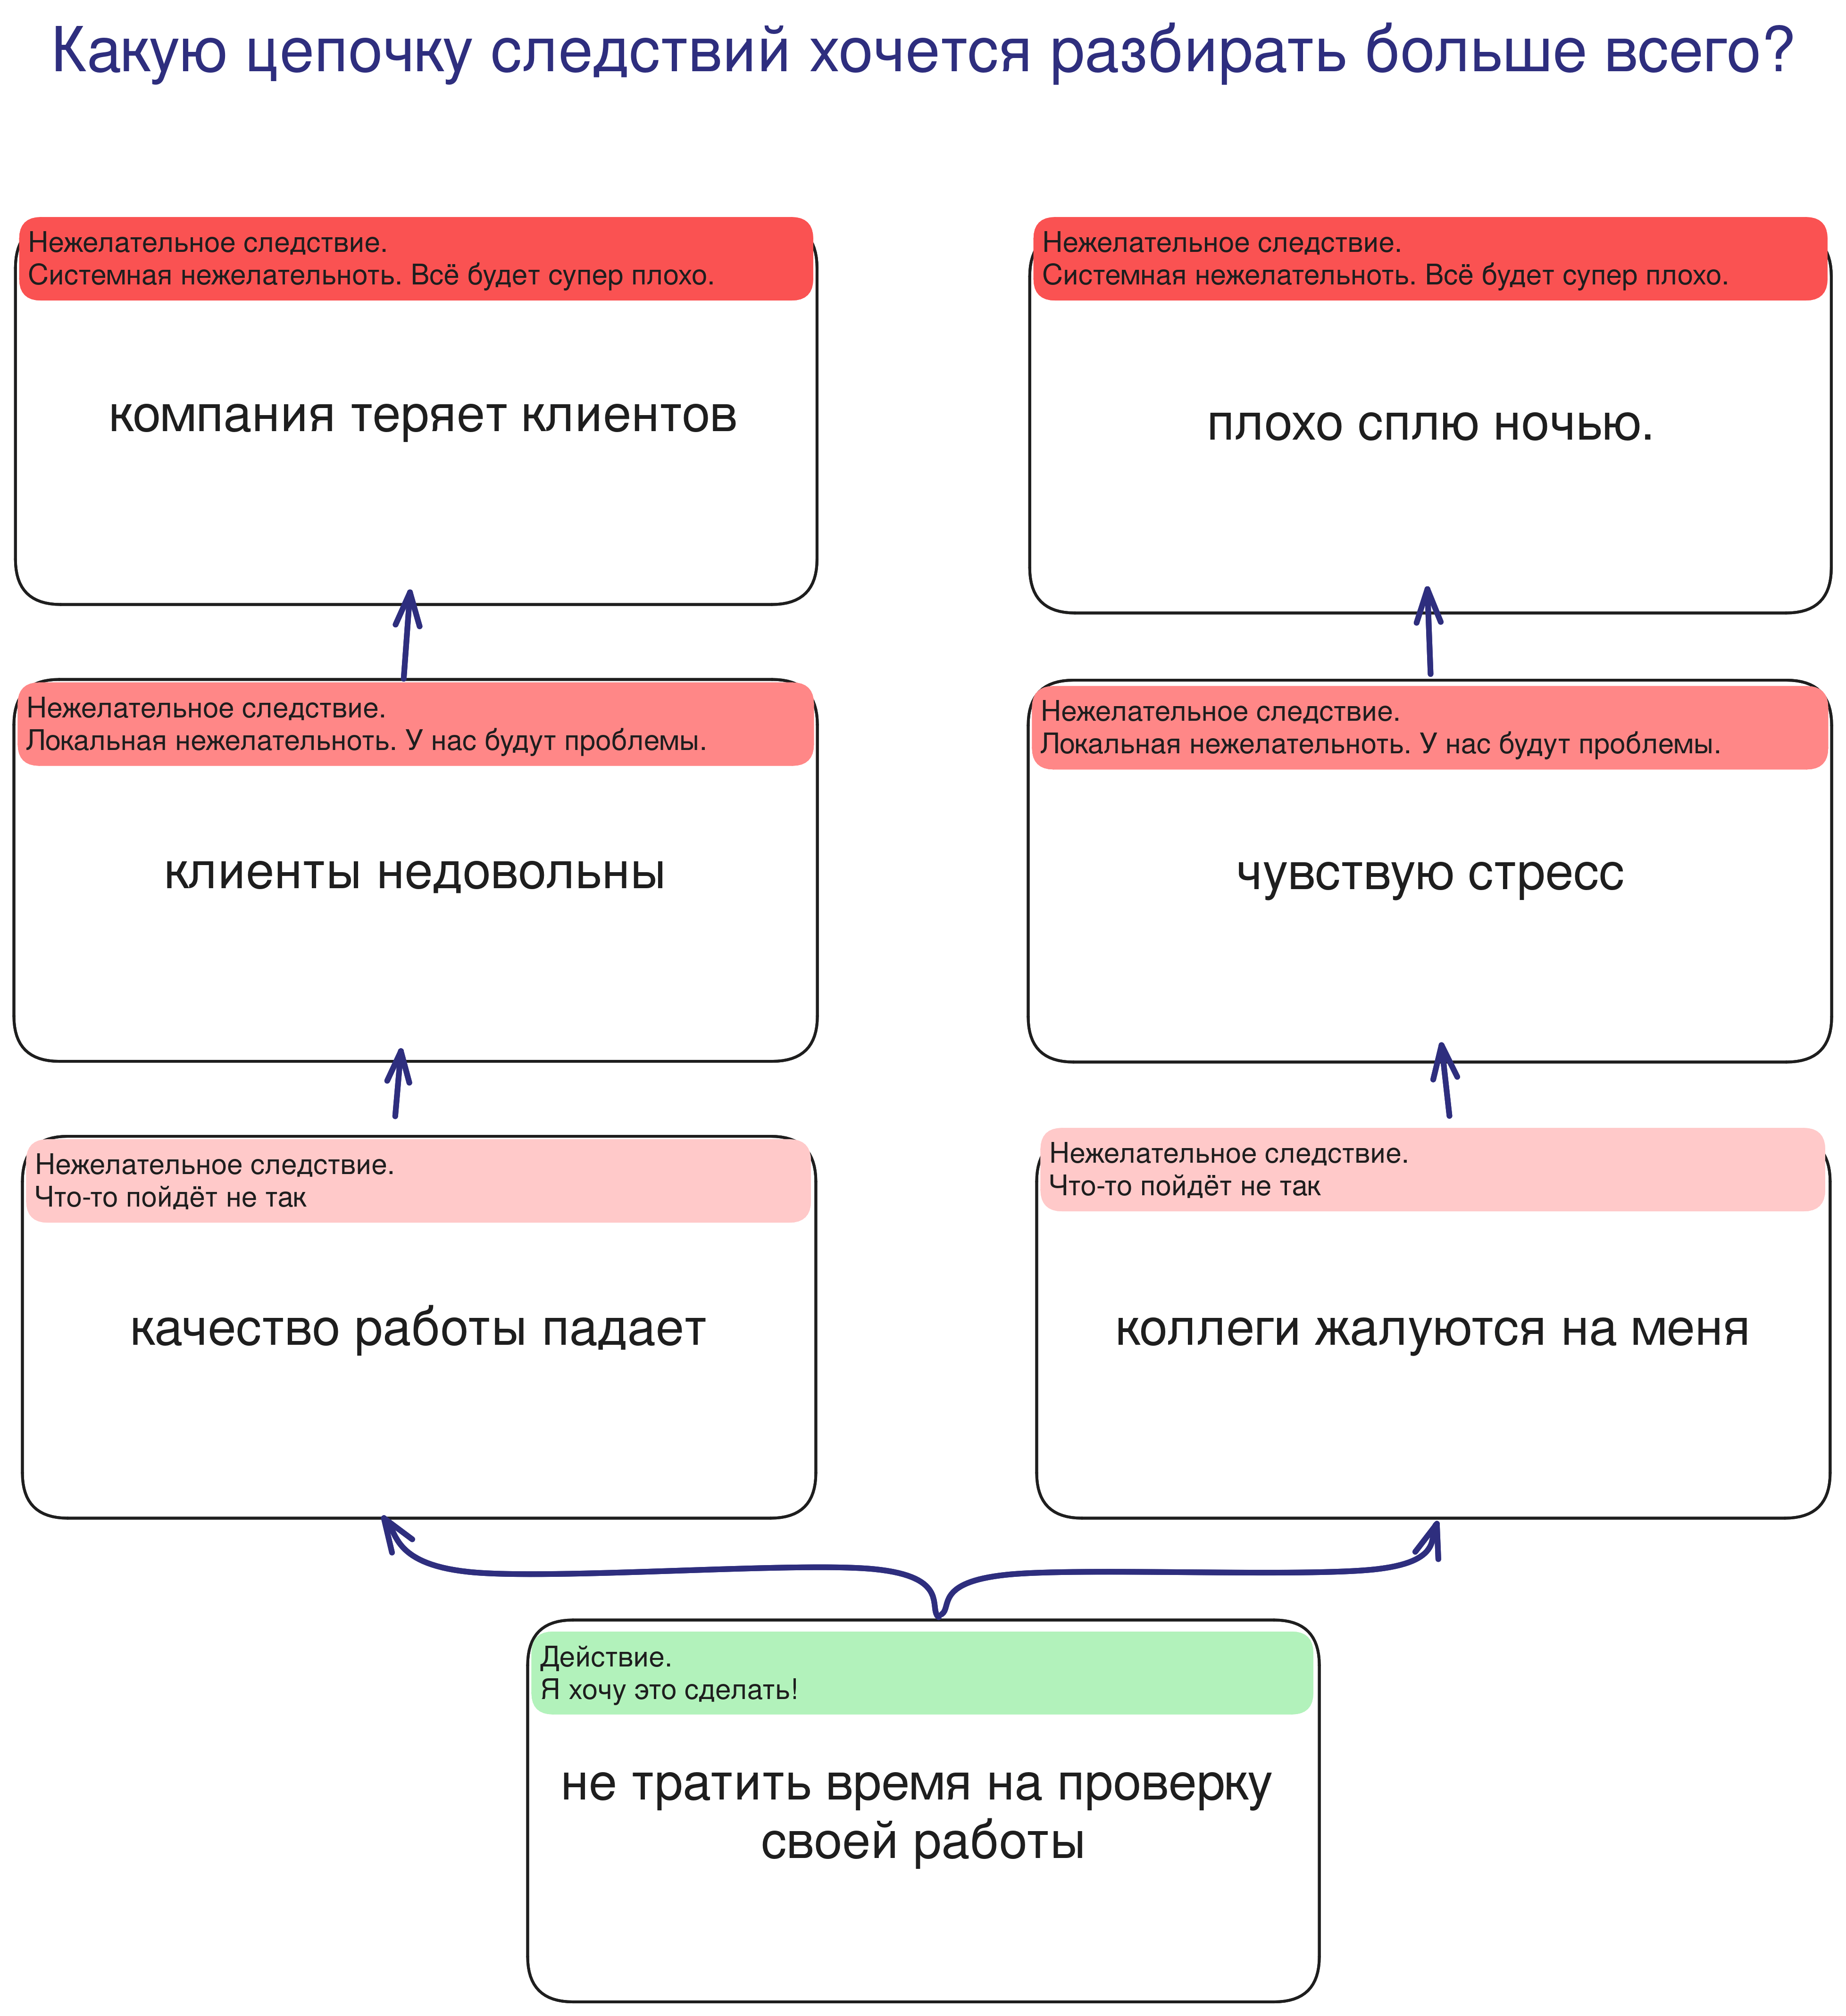 Какую цепочку следствий хочется разбирать больше всего?
Нежелательное следствие.
Системная нежелательноть. Всё будет супер плохо.
компания теряет клиентов
Нежелательное следствие.
Системная нежелательноть. Всё будет супер плохо.
плохо сплю ночью.
Нежелательное следствие.
Локальная нежелательноть. У нас будут проблемы.
клиенты недовольны
Нежелательное следствие.
Локальная нежелательноть. У нас будут проблемы.
чувствую стресс
Нежелательное следствие.
Что-то пойдёт не так
качество работы падает
Нежелательное следствие.
Что-то пойдёт не так
коллеги жалуются на меня
Действие.
Я хочу это сделать!
не тратить время на проверку
своей работы